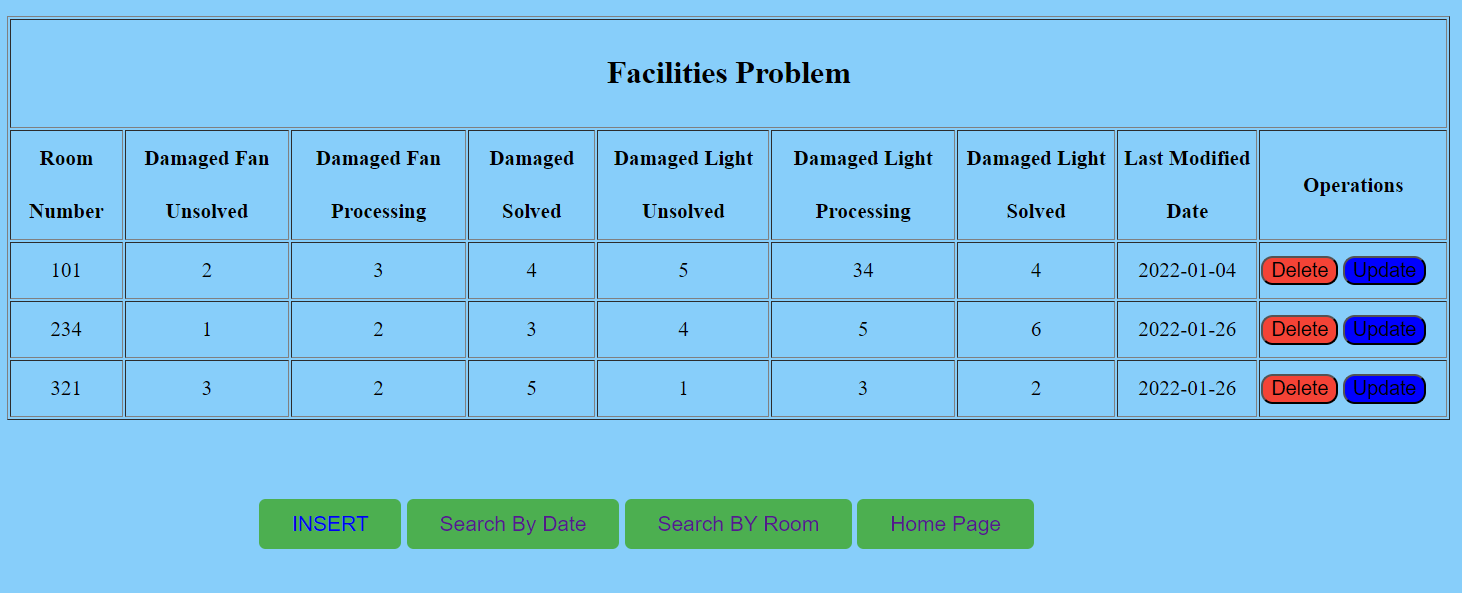 Facilities Problem
Room Number Damaged Fan Unsolved Damaged Fan Processing Damaged Solved Damaged Light Unsolved Damaged Light Processing Damaged Light Solved Last Modified Date Operations
101 2 3 4 5 34 4 2022-01-04 Delete Update
234 1 2 3 4 5 6 2022-01-26 Delete Update
321 3 2 5 1 3 2 2022-01-26 Delete Update
INSERT Search By Date Search BY Room Home Page